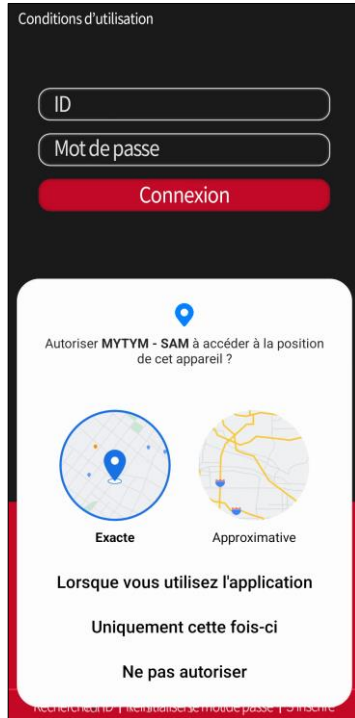 Conditions d'utilisation
ID
Mot de passe
Connexion
Autoriser MYTYM - SAM à accéder à la position
de cet appareil ?
Exacte Approximative
Lorsque vous utilisez l'application
Uniquement cette fois-ci
Ne pas autoriser